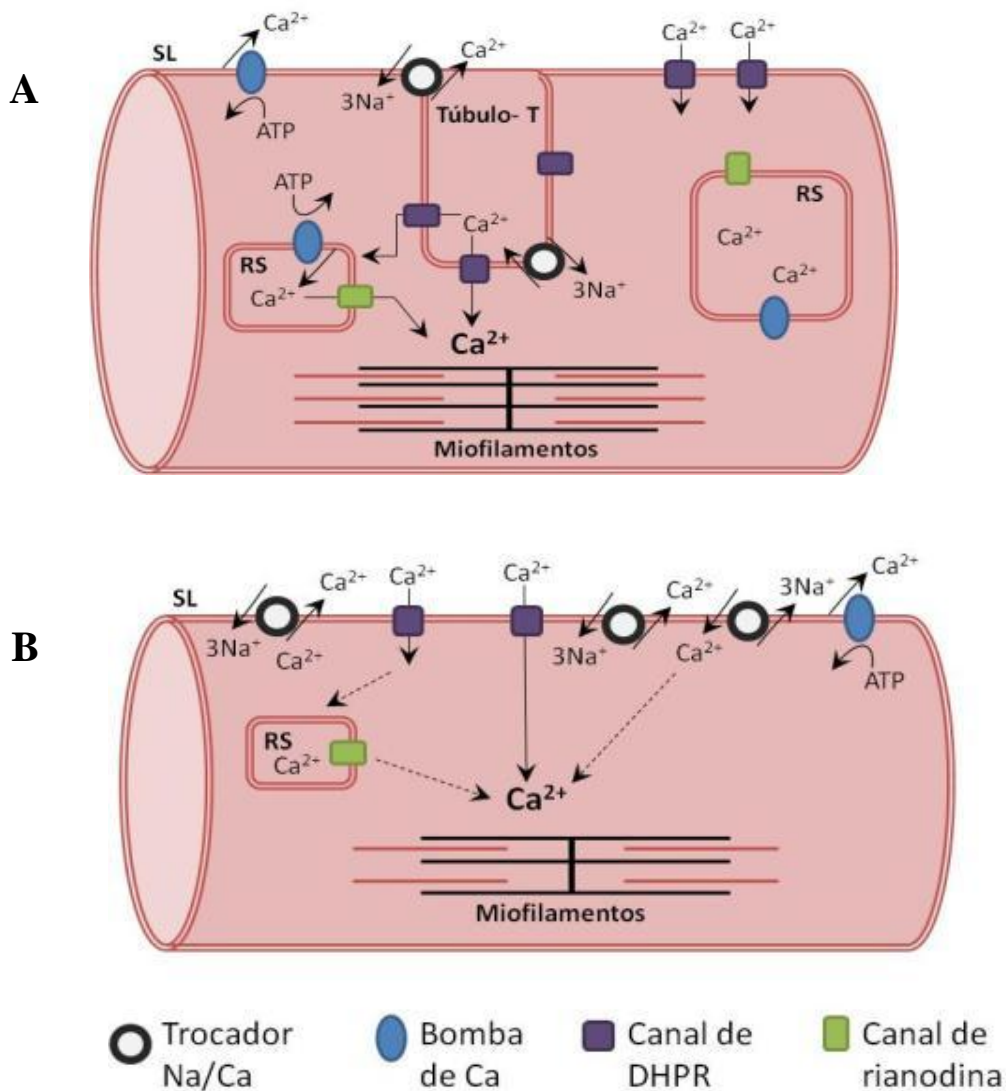 A
SL
Ca²⁺
ATP
3Na⁺
Ca²⁺
Túbulo- T
Ca²⁺
Ca²⁺
ATP
RS
Ca²⁺
Ca²⁺
3Na⁺
Ca²⁺
RS
Ca²⁺
Ca²⁺
Miofilamentos
B
SL
3Na⁺
Ca²⁺
Ca²⁺
Ca²⁺
Ca²⁺
3Na⁺
Ca²⁺
Ca²⁺
3Na⁺
Ca²⁺
ATP
RS
Ca²⁺
Ca²⁺
Miofilamentos
Trocador
Na/Ca
Bomba
de Ca
Canal de
DHPR
Canal de
rianodina